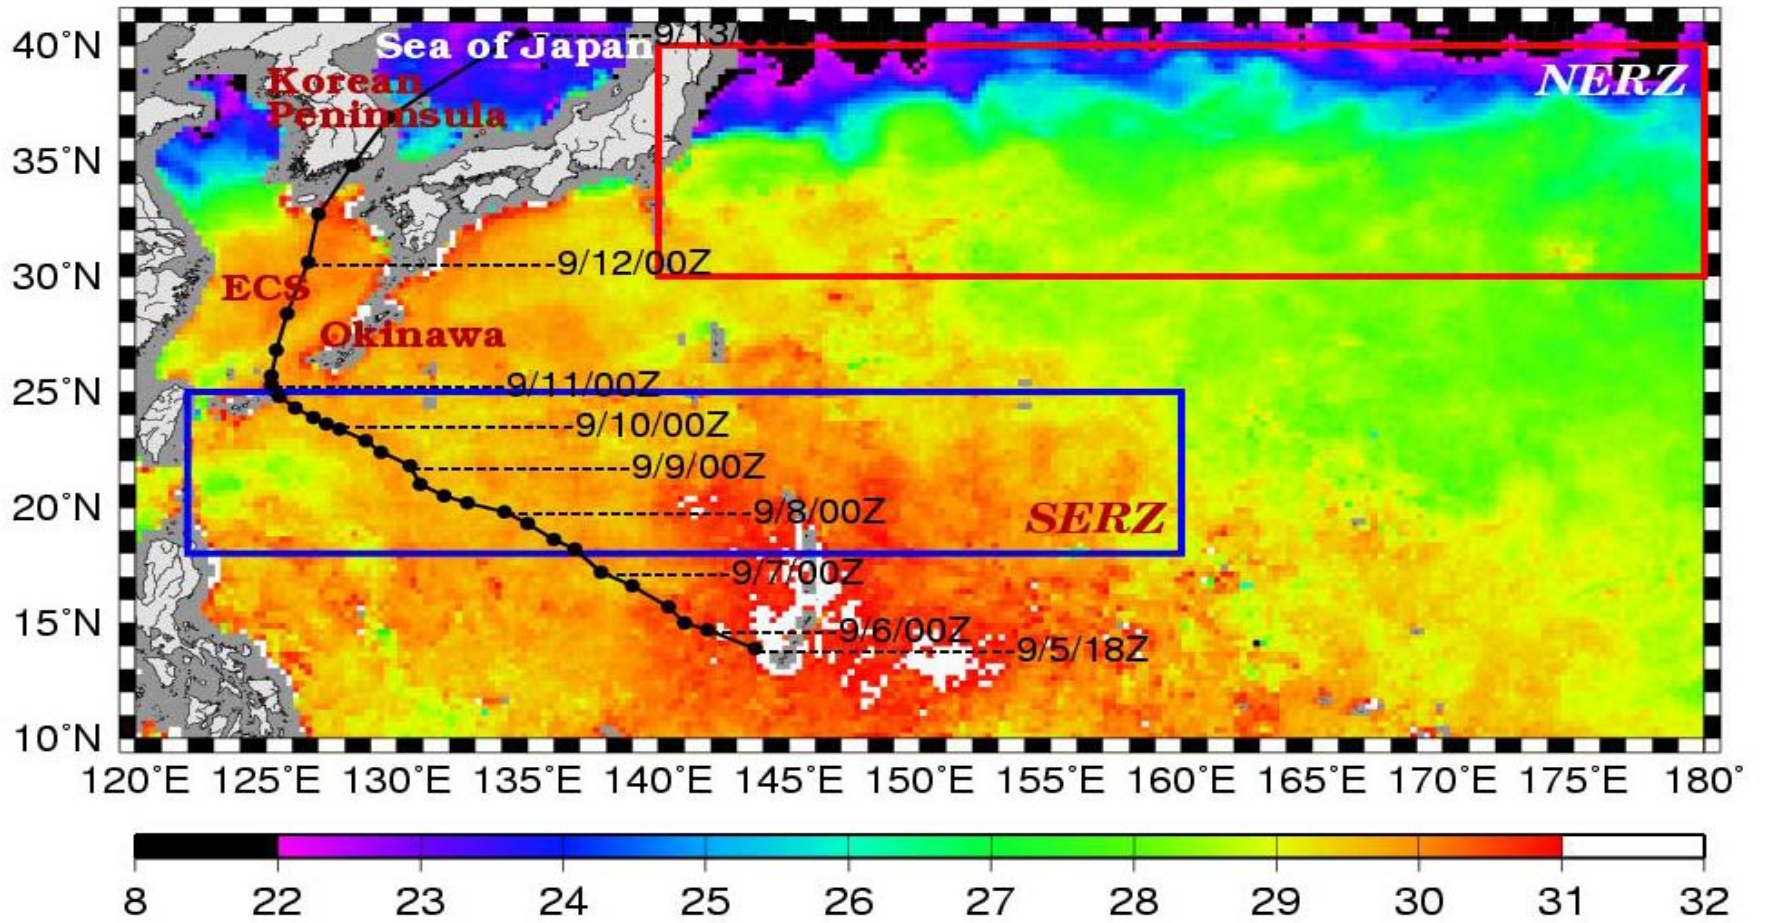 40°N
Sea of Japan
9/13/
NERZ
Korean
Peninnsula
35°N
9/12/00Z
30°N
ECS
Okinawa
9/11/00Z
25°N
9/10/00Z
9/9/00Z
20°N
9/8/00Z
SERZ
9/7/00Z
15°N
9/6/00Z
9/5/18Z
10°N
120°E 125°E 130°E 135°E 140°E 145°E 150°E 155°E 160°E 165°E 170°E 175°E 180°
8 22 23 24 25 26 27 28 29 30 31 32